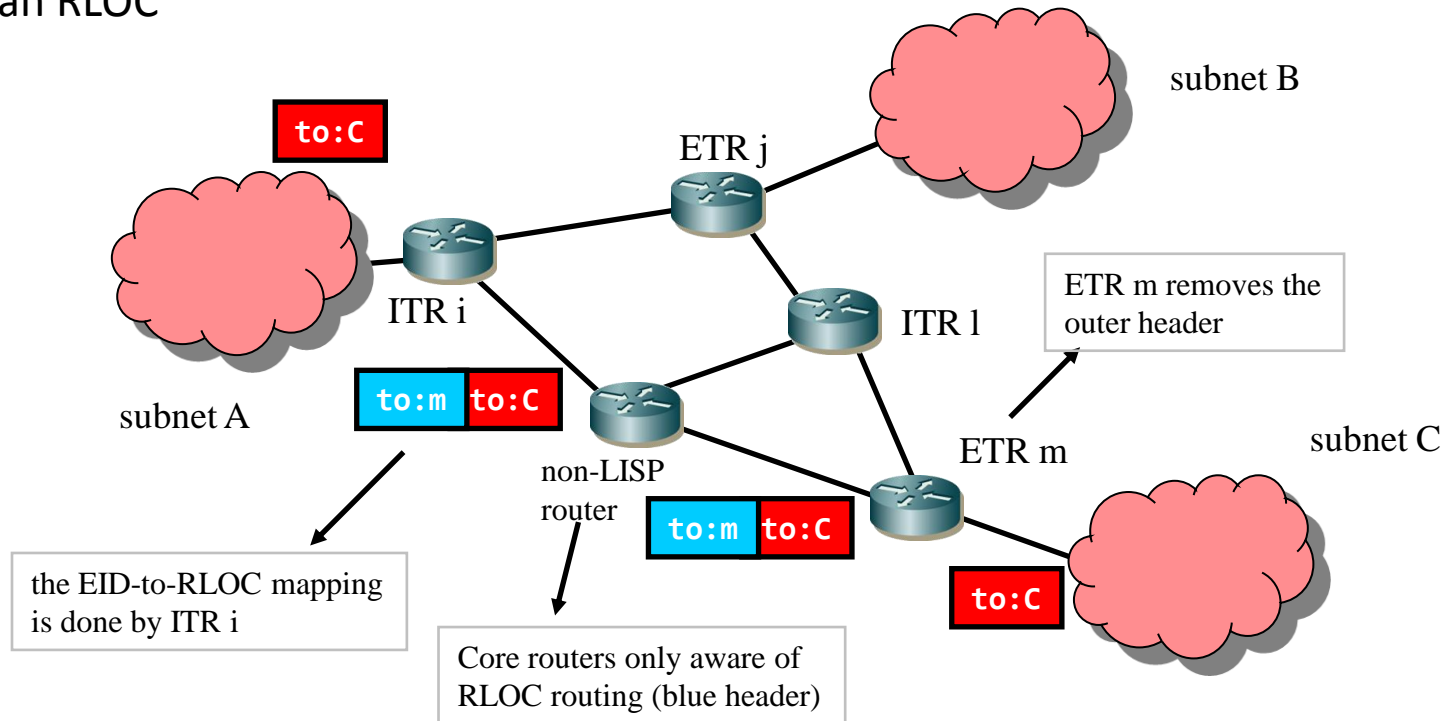 an RLOC
subnet B
to:C
ETR j
ITR i
ITR l
ETR m removes the
outer header
subnet A
to:m to:C
non-LISP
router
ETR m
subnet C
to:m to:C
to:C
the EID-to-RLOC mapping
is done by ITR i
Core routers only aware of
RLOC routing (blue header)